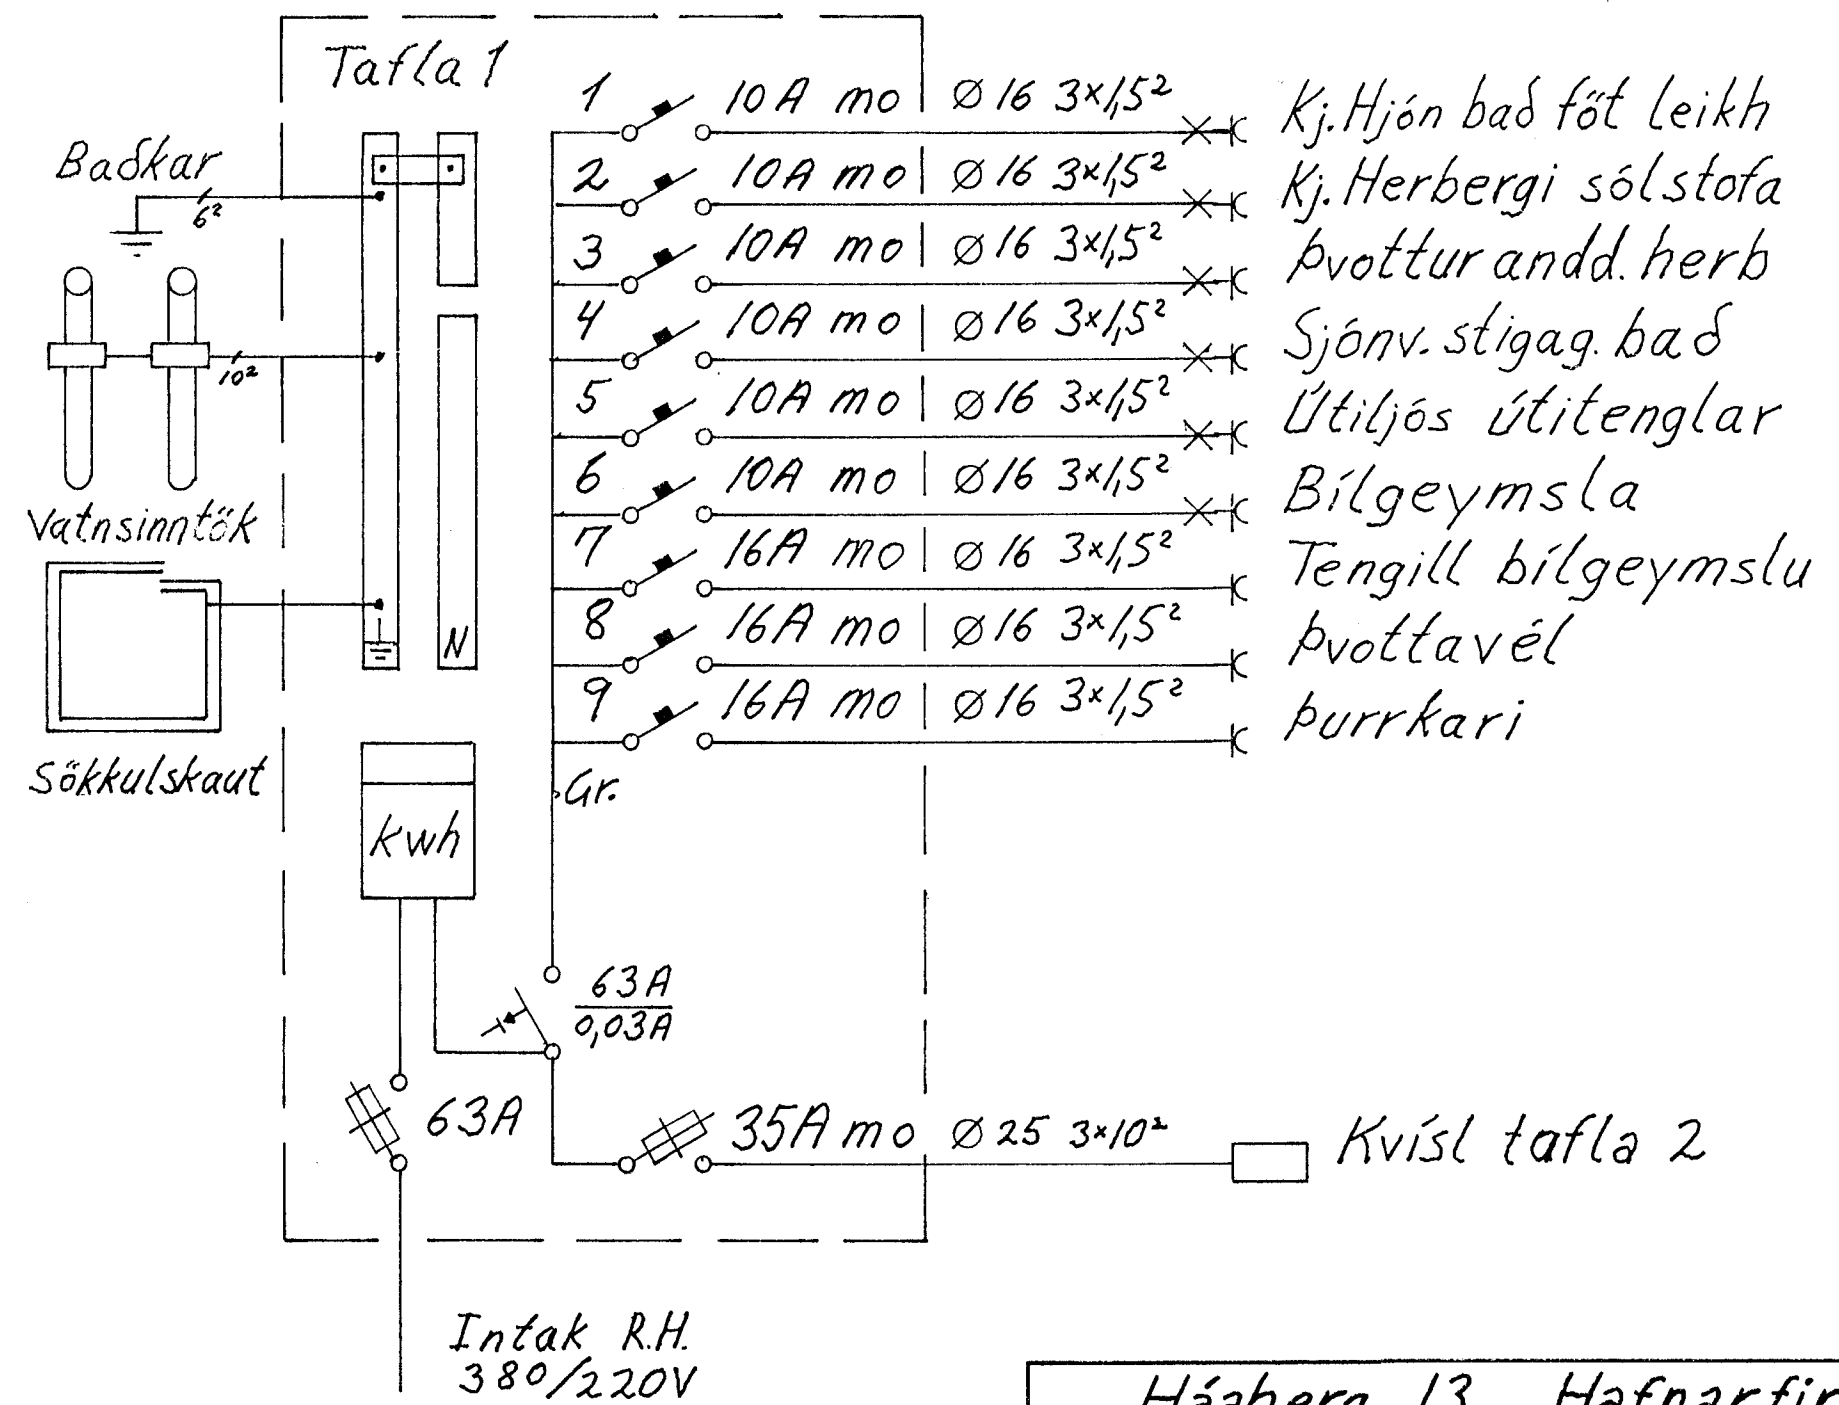 Tafla 1
1 10A mo Ø16 3×1,5² Kj. Hjón bað föt leikh
2 10A mo Ø16 3×1,5² Kj. Herbergi sólstofa
3 10A mo Ø16 3×1,5² Þvottur andd. herb
4 10A mo Ø16 3×1,5² Sjónv. stigag. bað
5 10A mo Ø16 3×1,5² Útiljós útitenglar
6 10A mo Ø16 3×1,5² Bílgeymsla
7 16A mo Ø16 3×1,5² Tengill bílgeymslu
8 16A mo Ø16 3×1,5² Þvottavél
9 16A mo Ø16 3×1,5² Þurrkari
Gr.
Baðkar
6²
10²
Vatnsinntök
Sökkulskaut
N
kwh
63A
0,03A
63A
35A mo Ø25 3×10² Kvísl tafla 2
Intak R.H.
380/220V
Háaberg 13 Hafnarfir